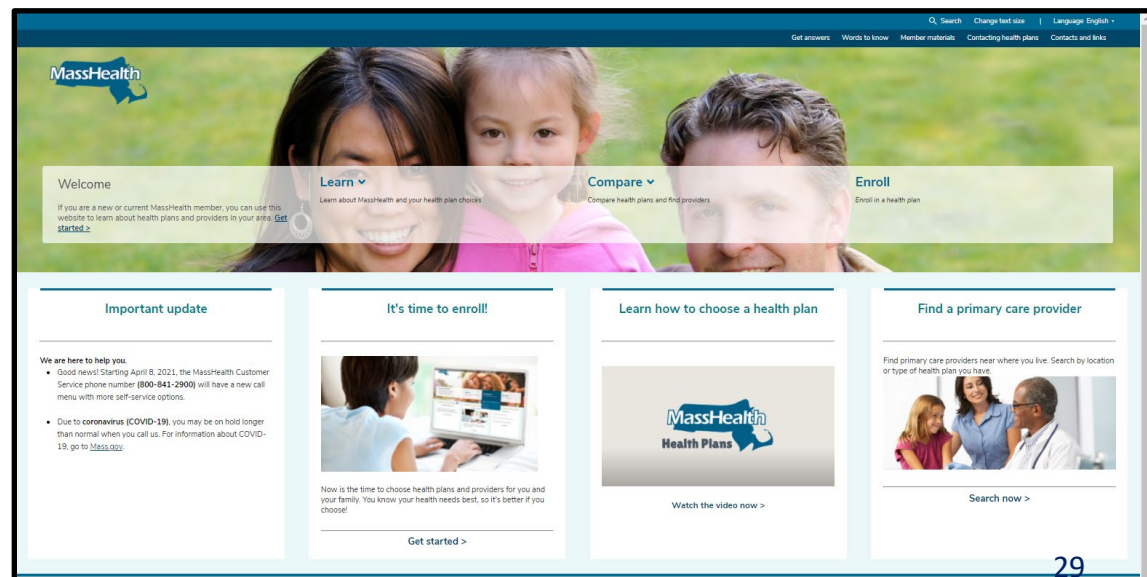 Search Change text size | Language English
Get answers Words to know Member materials Contacting health plans Contacts and links
MassHealth
Welcome
If you are a new or current MassHealth member, you can use this
website to learn about health plans and providers in your area. Get
started >
Learn
Learn about MassHealth and your health plan choices
Compare
Compare health plans and find providers
Enroll
Enroll in a health plan
Important update
We are here to help you.
• Good news! Starting April 8, 2021, the MassHealth Customer
Service phone number (800-841-2900) will have a new call
menu with more self-service options.
• Due to coronavirus (COVID-19), you may be on hold longer
than normal when you call us. For information about COVID-
19, go to Mass.gov.
It's time to enroll!
Now is the time to choose health plans and providers for you and
your family. You know your health needs best, so it's better if you
choose!
Get started >
Learn how to choose a health plan
MassHealth
Health Plans
Watch the video now >
Find a primary care provider
Find primary care providers near where you live. Search by location
or type of health plan you have.
Search now >
29